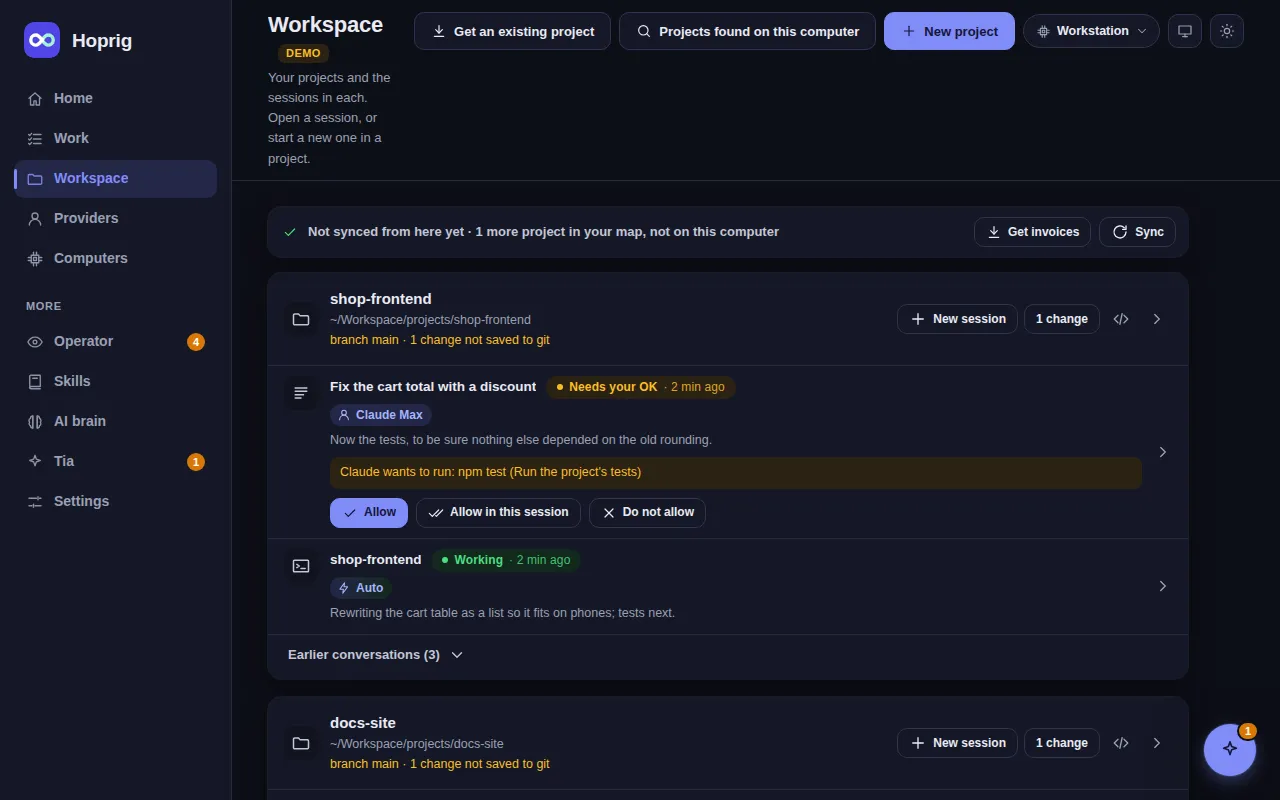 Hoprig
Home
Work
Workspace
Providers
Computers
MORE
Operator 4
Skills
AI brain
Tia 1
Settings
Workspace
DEMO
Your projects and the
sessions in each.
Open a session, or
start a new one in a
project.
Get an existing project
Projects found on this computer
New project
Workstation
Not synced from here yet · 1 more project in your map, not on this computer
Get invoices
Sync
shop-frontend
~/Workspace/projects/shop-frontend
branch main · 1 change not saved to git
New session
1 change
Fix the cart total with a discount
Needs your OK · 2 min ago
Claude Max
Now the tests, to be sure nothing else depended on the old rounding.
Claude wants to run: npm test (Run the project's tests)
Allow
Allow in this session
Do not allow
shop-frontend
Working · 2 min ago
Auto
Rewriting the cart table as a list so it fits on phones; tests next.
Earlier conversations (3)
docs-site
~/Workspace/projects/docs-site
branch main · 1 change not saved to git
New session
1 change
1